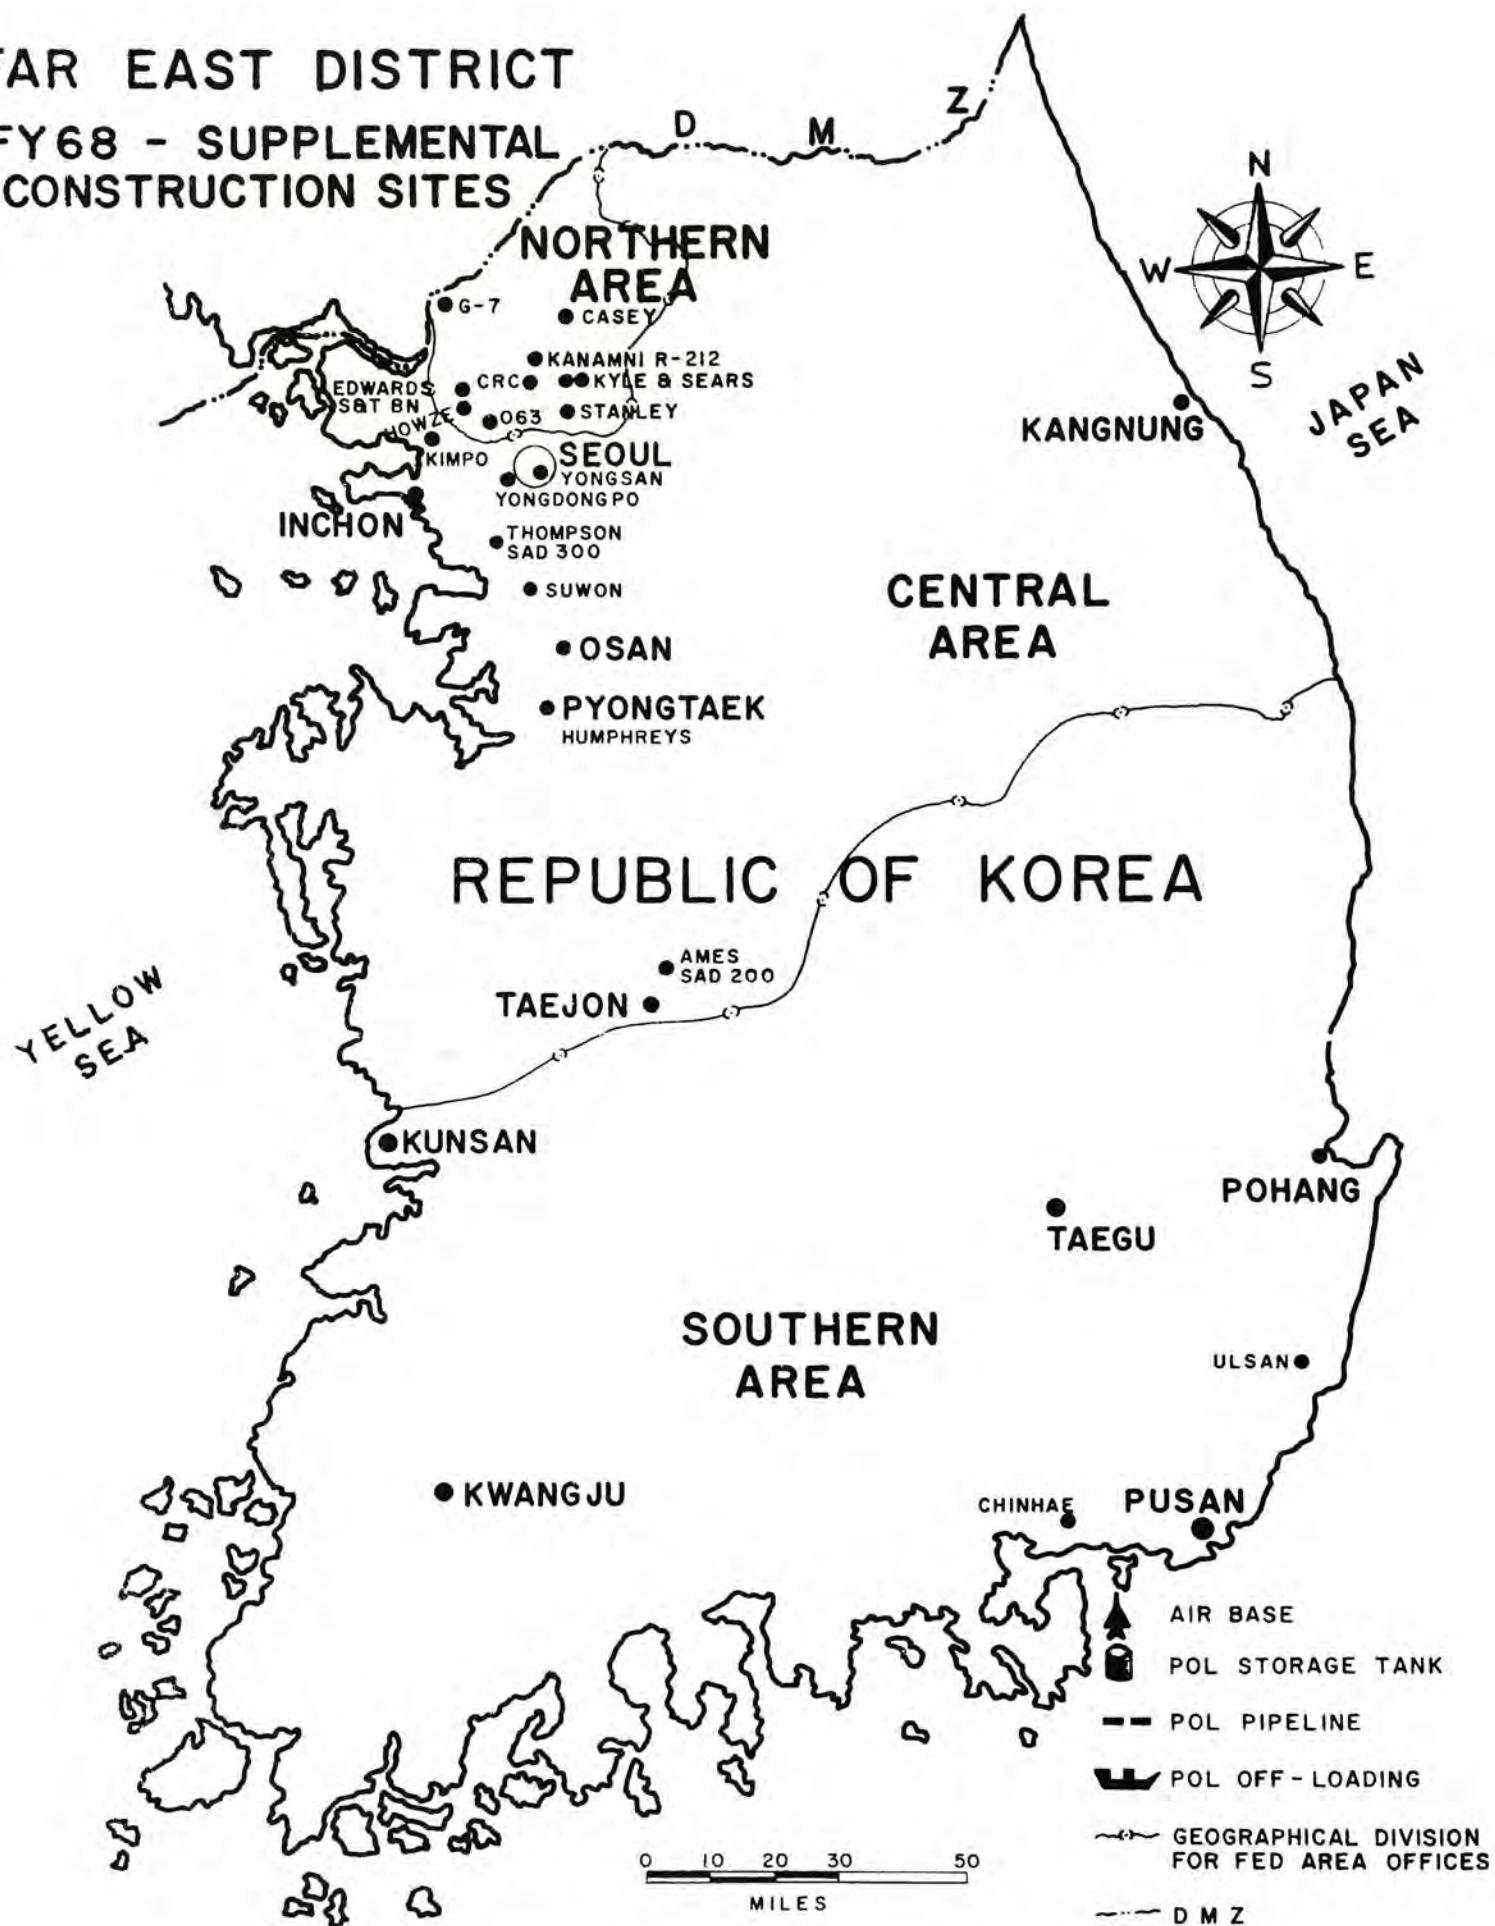 FAR EAST DISTRICT
FY68 - SUPPLEMENTAL
CONSTRUCTION SITES
D M Z
N
W E
S
NORTHERN
AREA
G-7
CASEY
KANAMNI R-212
CRC
KYLE & SEARS
EDWARDS
S&T BN
HOWZE
063
STANLEY
KIMPO
SEOUL
YONGSAN
YONGDONGPO
INCHON
THOMPSON
SAD 300
SUWON
OSAN
PYONGTAEK
HUMPHREYS
KANGNUNG
JAPAN
SEA
CENTRAL
AREA
REPUBLIC OF KOREA
AMES
SAD 200
TAEJON
YELLOW
SEA
KUNSAN
POHANG
TAEGU
SOUTHERN
AREA
ULSAN
KWANGJU
CHINHAE
PUSAN
AIR BASE
POL STORAGE TANK
POL PIPELINE
POL OFF-LOADING
GEOGRAPHICAL DIVISION
FOR FED AREA OFFICES
DMZ
0 10 20 30 50
MILES